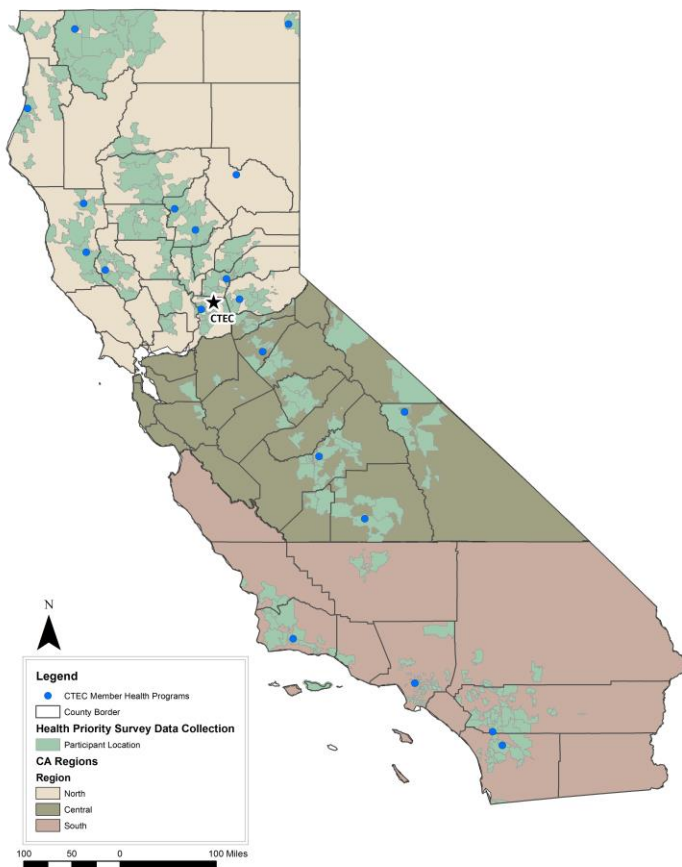 CTEC
N
Legend
CTEC Member Health Programs
County Border
Health Priority Survey Data Collection
Participant Location
CA Regions
Region
North
Central
South
100 50 0 100 Miles